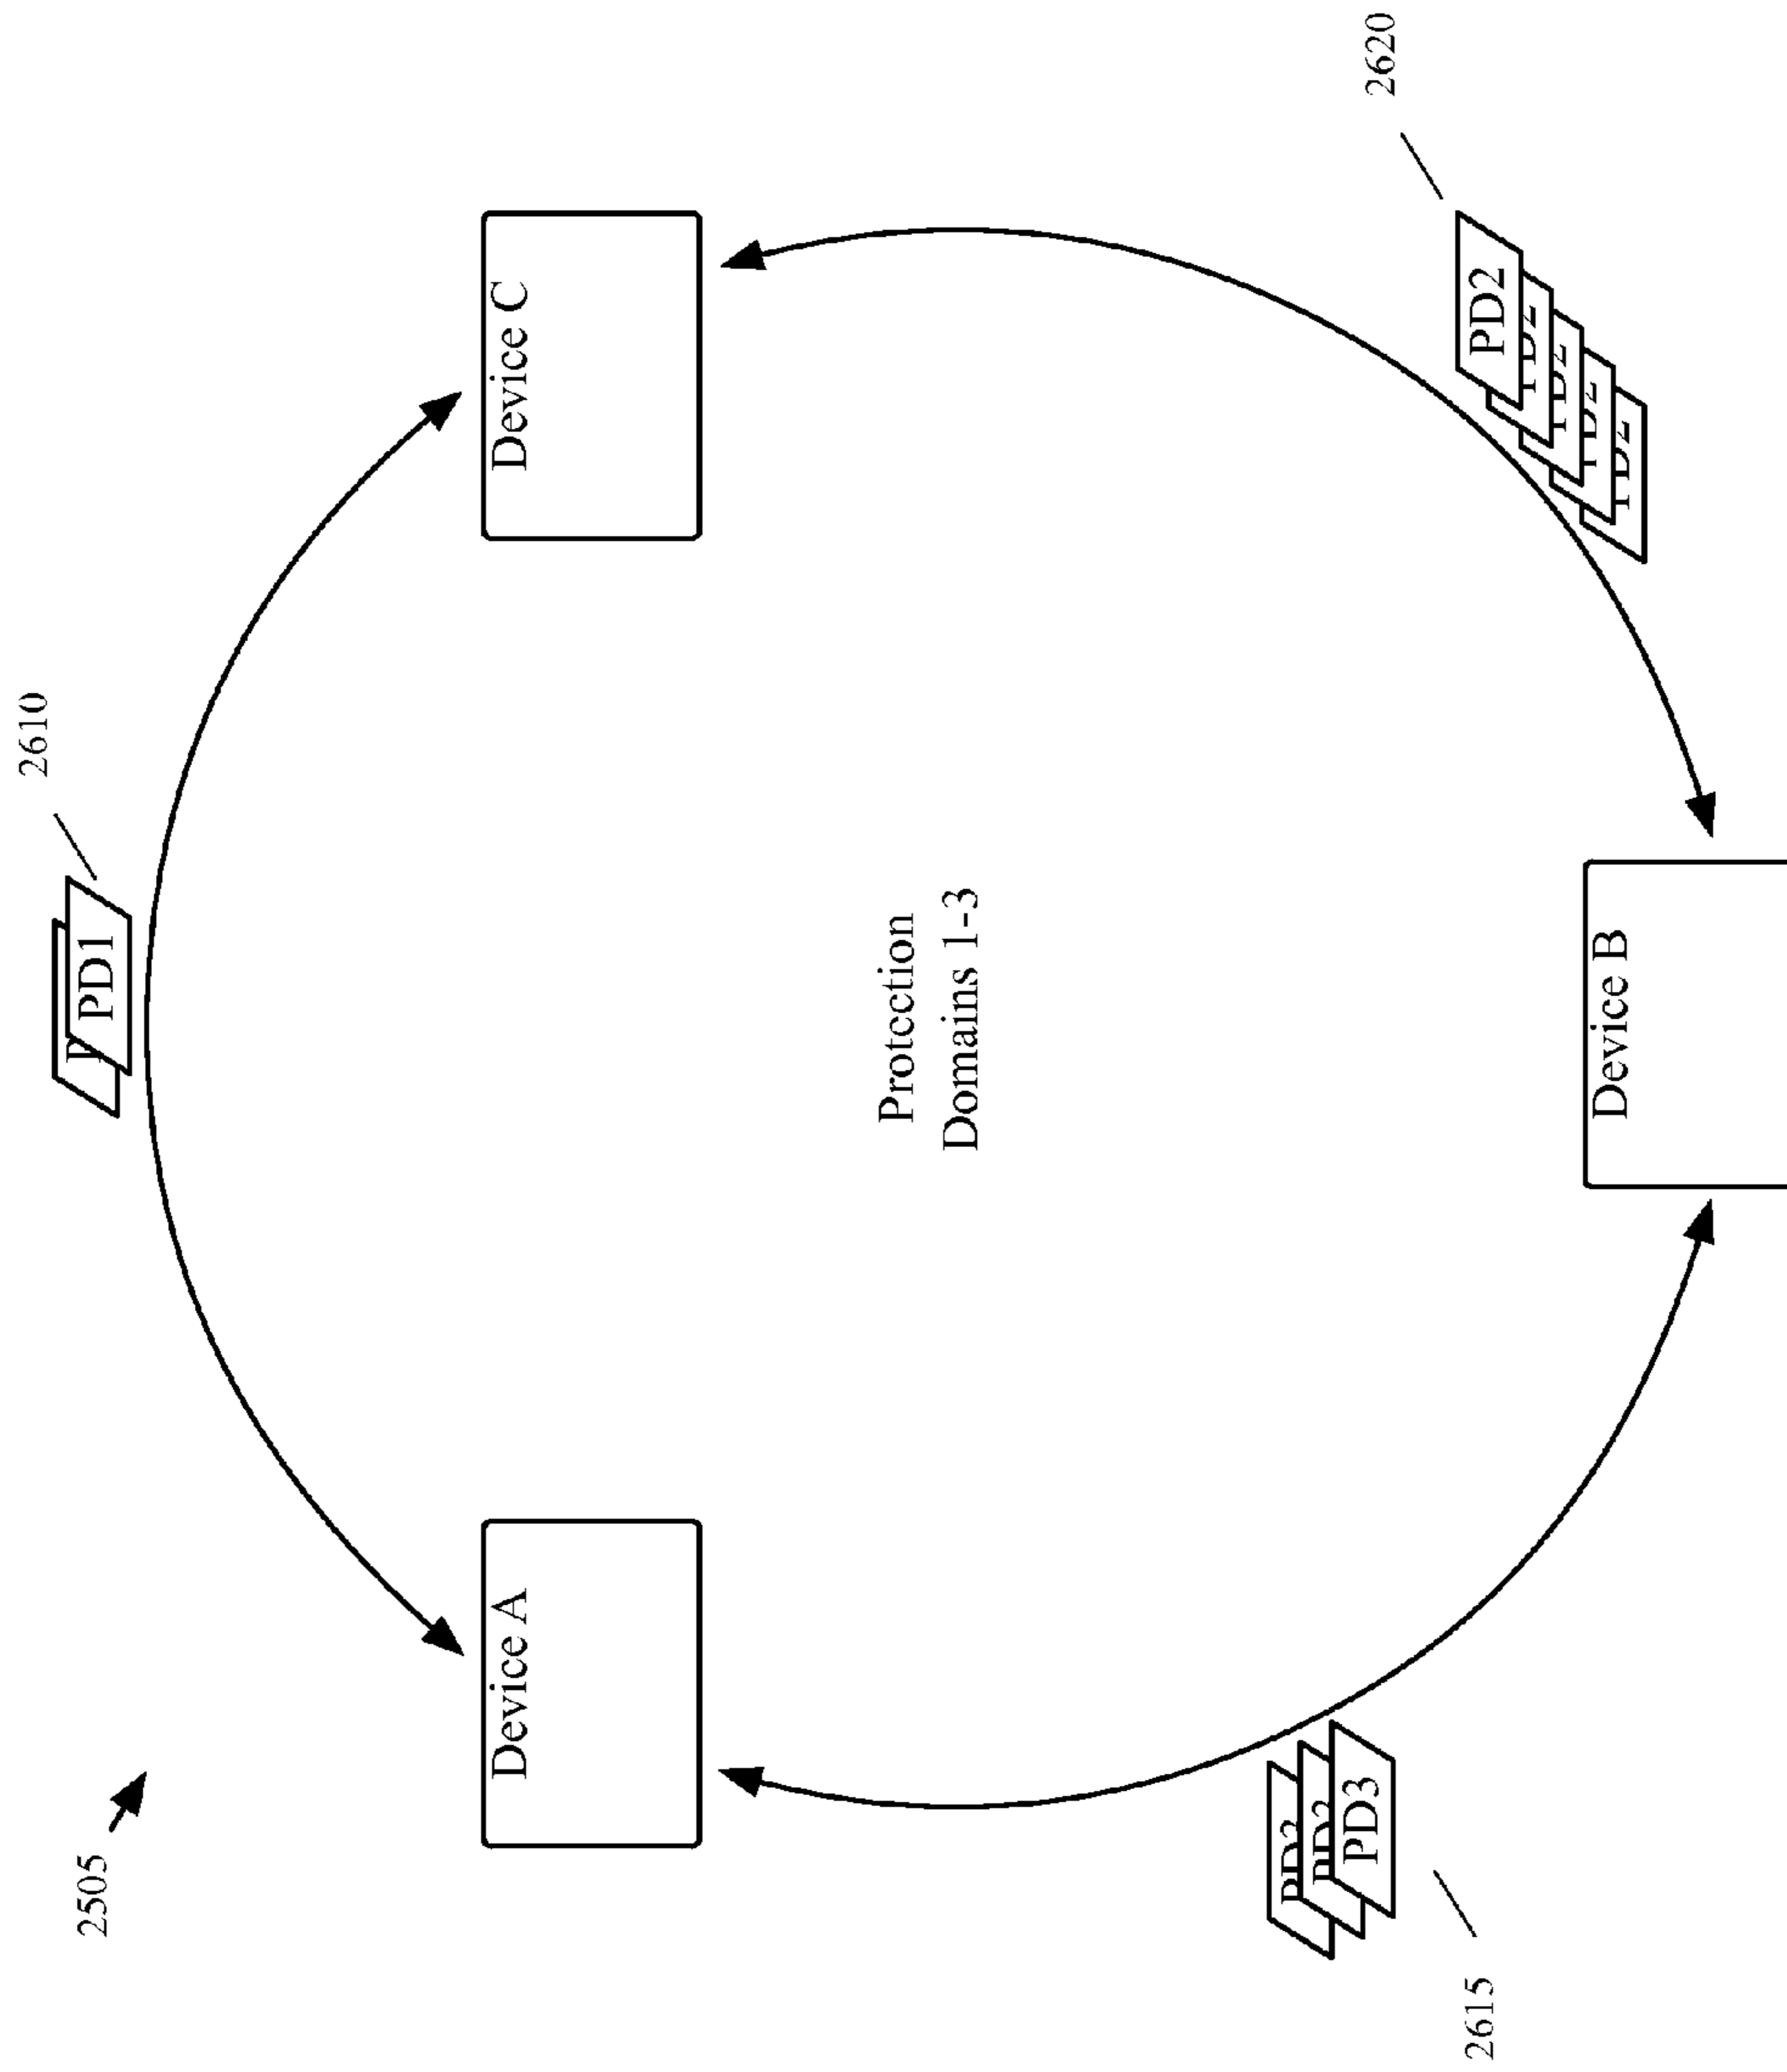 2610
2505
PD1
Device A
Device C
Protection
Domains 1-3
PD3
2620
2615
PD2
Device B